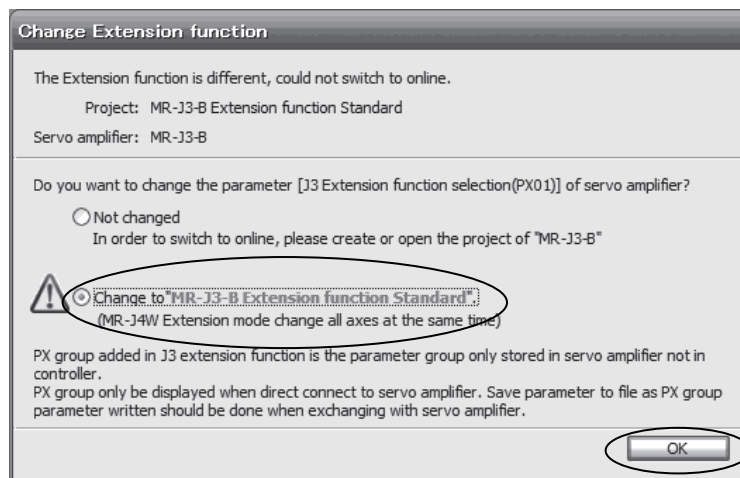 Change Extension function
The Extension function is different, could not switch to online.
Project: MR-J3-B Extension function Standard
Servo amplifier: MR-J3-B
Do you want to change the parameter [J3 Extension function selection(PX01)] of servo amplifier?
Not changed
In order to switch to online, please create or open the project of "MR-J3-B"
Change to"MR-J3-B Extension function Standard".
(MR-J4W Extension mode change all axes at the same time)
PX group added in J3 extension function is the parameter group only stored in servo amplifier not in
controller.
PX group only be displayed when direct connect to servo amplifier. Save parameter to file as PX group
parameter written should be done when exchanging with servo amplifier.
OK